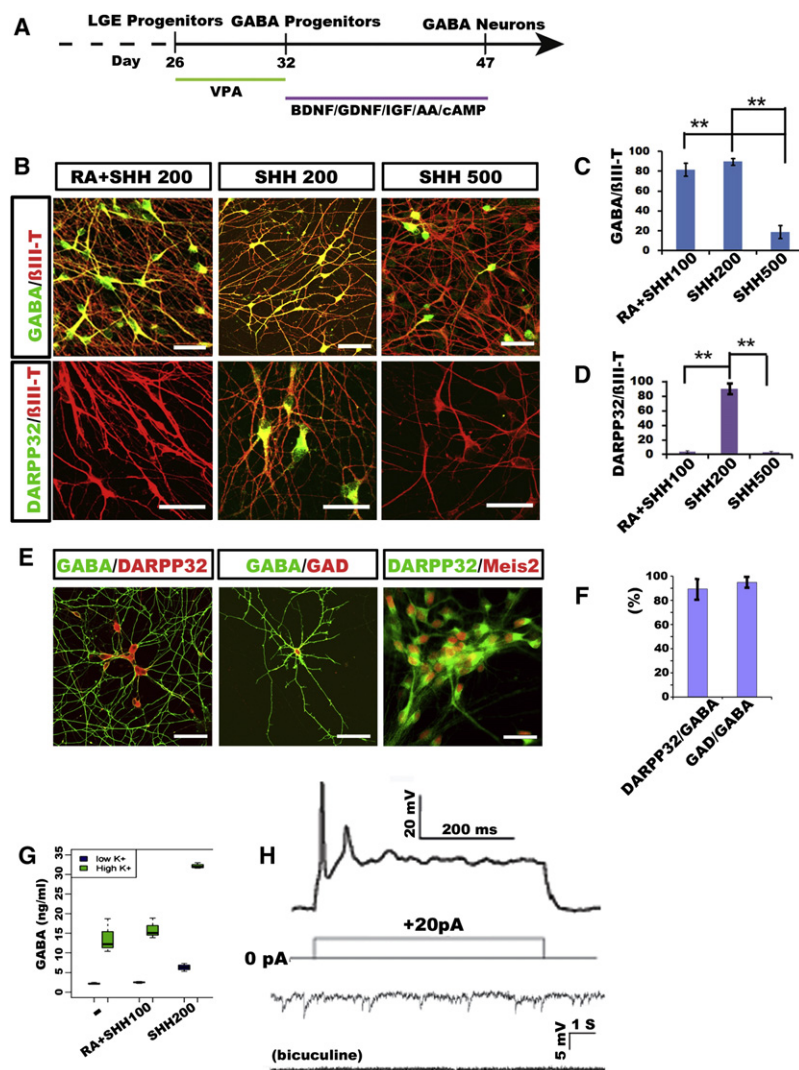 A
LGE Progenitors GABA Progenitors GABA Neurons
Day 26 32 47
VPA
BDNF/GDNF/IGF/AA/cAMP
B
RA+SHH 200 SHH 200 SHH 500
GABA/ßIII-T
DARPP32/ßIII-T
C
** **
GABA/ßIII-T
100
80
60
40
20
0
RA+SHH100 SHH200 SHH500
D
** **
DARPP32/ßIII-T
100
80
60
40
20
0
RA+SHH100 SHH200 SHH500
E
GABA/DARPP32 GABA/GAD DARPP32/Meis2
F
(%)
100
80
60
40
20
0
DARPP32/GABA GAD/GABA
G
low K+
High K+
GABA (ng/ml)
35
30
25
20
15
10
5
0
- RA+SHH100 SHH200
H
20 mV
200 ms
+20pA
0 pA
5 mV
1 S
(bicuculine)